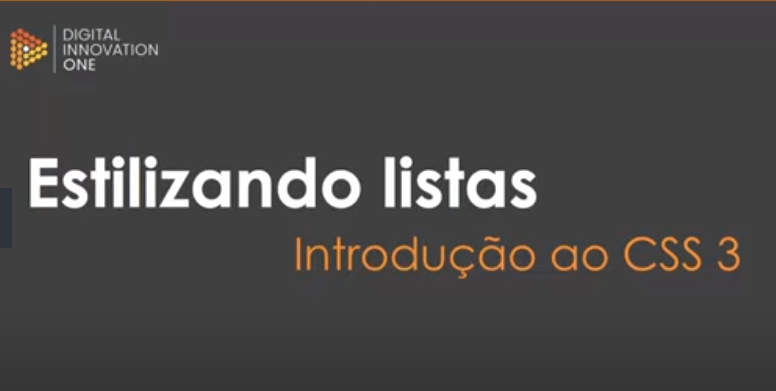 DIGITAL
INNOVATION
ONE
Estilizando listas
Introdução ao CSS 3